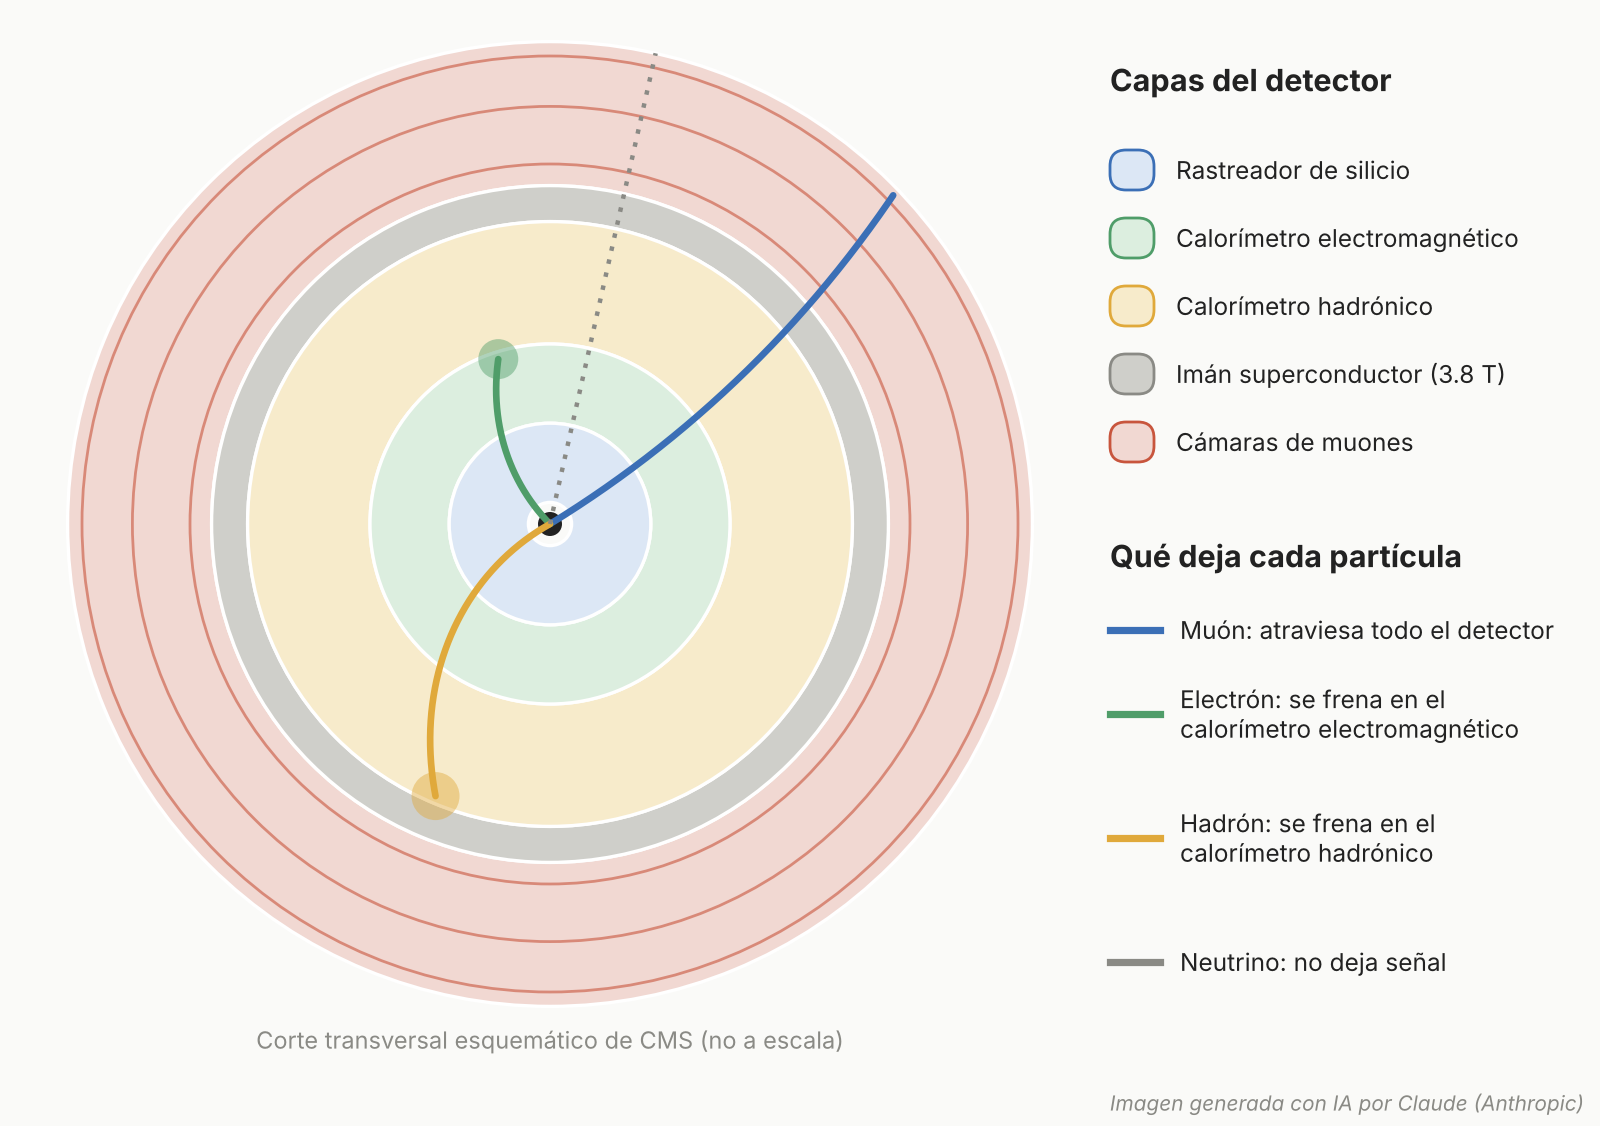 Capas del detector
Rastreador de silicio
Calorímetro electromagnético
Calorímetro hadrónico
Imán superconductor (3.8 T)
Cámaras de muones
Qué deja cada partícula
Muón: atraviesa todo el detector
Electrón: se frena en el
calorímetro electromagnético
Hadrón: se frena en el
calorímetro hadrónico
Neutrino: no deja señal
Corte transversal esquemático de CMS (no a escala)
Imagen generada con IA por Claude (Anthropic)